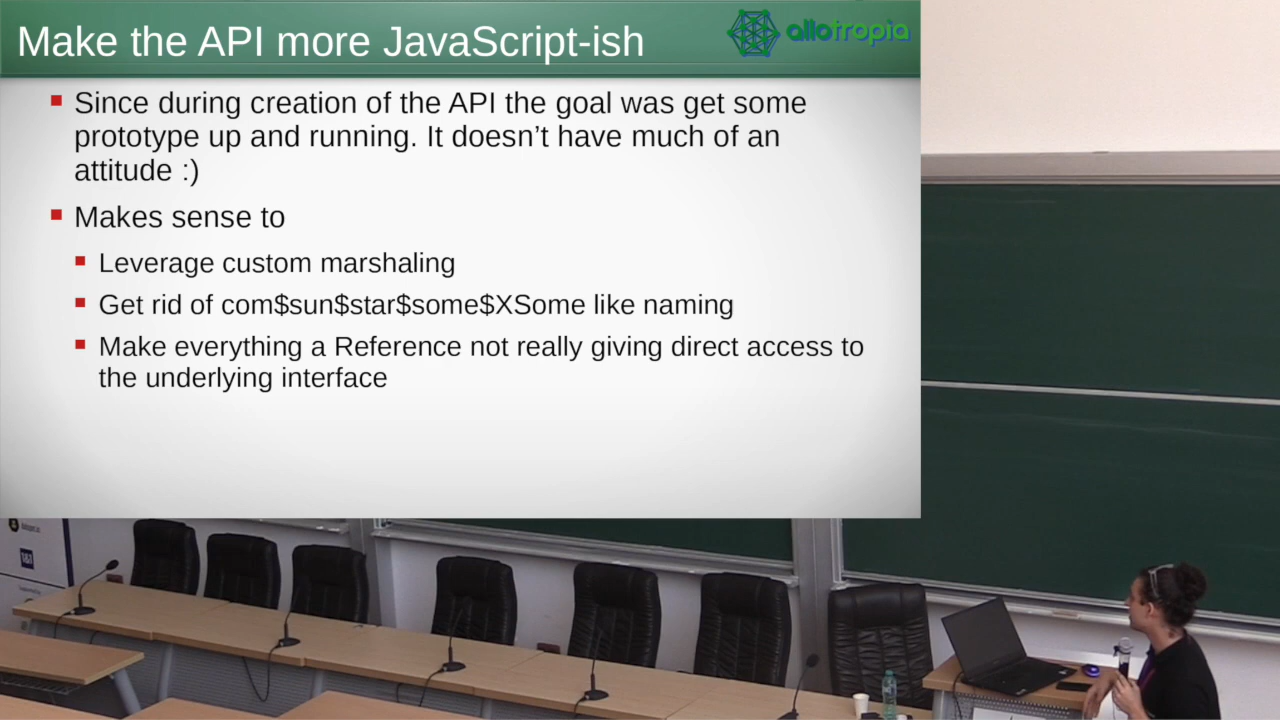 Make the API more JavaScript-ish
allotropia
Since during creation of the API the goal was get some
prototype up and running. It doesn’t have much of an
attitude :)
Makes sense to
Leverage custom marshaling
Get rid of com$sun$star$some$XSome like naming
Make everything a Reference not really giving direct access to
the underlying interface